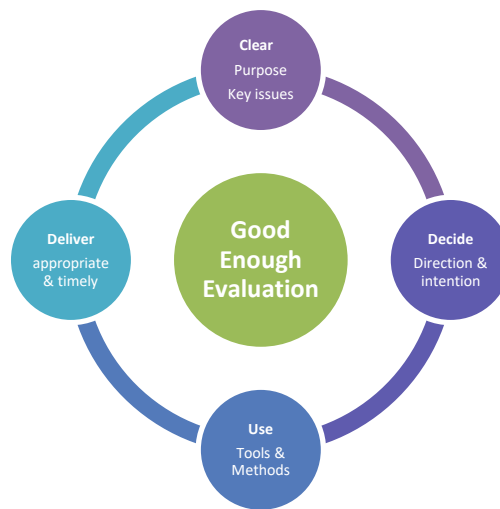 Clear
Purpose
Key issues
Deliver
appropriate
& timely
Good
Enough
Evaluation
Decide
Direction &
intention
Use
Tools &
Methods